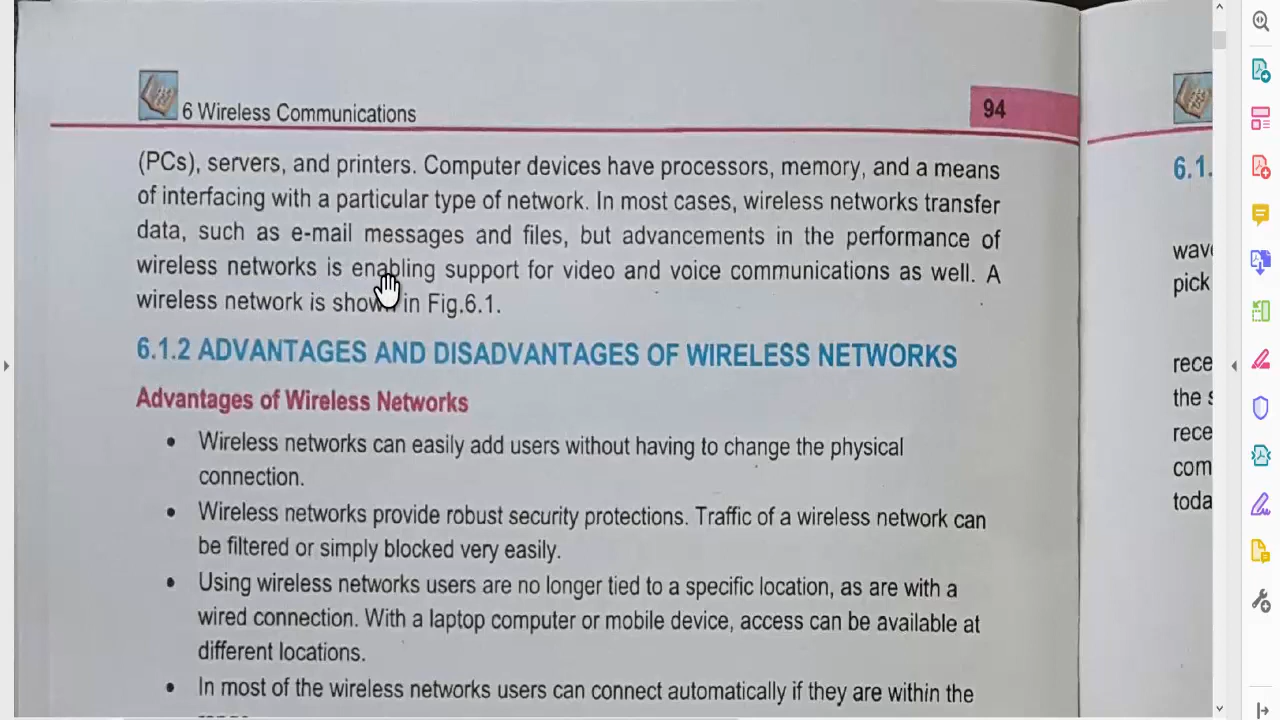 6 Wireless Communications
94
(PCs), servers, and printers. Computer devices have processors, memory, and a means
of interfacing with a particular type of network. In most cases, wireless networks transfer
data, such as e-mail messages and files, but advancements in the performance of
wireless networks is enabling support for video and voice communications as well. A
wireless network is shown in Fig.6.1.
6.1.2 ADVANTAGES AND DISADVANTAGES OF WIRELESS NETWORKS
Advantages of Wireless Networks
• Wireless networks can easily add users without having to change the physical
connection.
• Wireless networks provide robust security protections. Traffic of a wireless network can
be filtered or simply blocked very easily.
• Using wireless networks users are no longer tied to a specific location, as are with a
wired connection. With a laptop computer or mobile device, access can be available at
different locations.
• In most of the wireless networks users can connect automatically if they are within the
6.1.
wave
pick
rece
the s
rece
com
toda